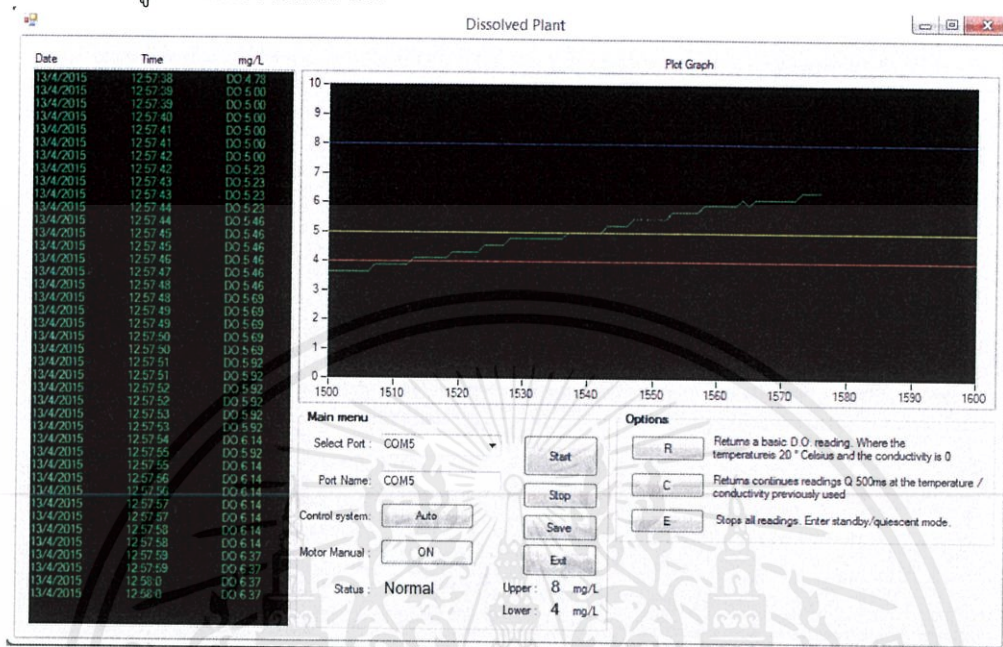 Dissolved Plant
Date Time mg/L
13/4/2015 12:57:38 DO 4.78
13/4/2015 12:57:39 DO 5.00
13/4/2015 12:57:39 DO 5.00
13/4/2015 12:57:40 DO 5.00
13/4/2015 12:57:41 DO 5.00
13/4/2015 12:57:41 DO 5.00
13/4/2015 12:57:42 DO 5.00
13/4/2015 12:57:42 DO 5.23
13/4/2015 12:57:43 DO 5.23
13/4/2015 12:57:43 DO 5.23
13/4/2015 12:57:44 DO 5.23
13/4/2015 12:57:44 DO 5.46
13/4/2015 12:57:45 DO 5.46
13/4/2015 12:57:45 DO 5.46
13/4/2015 12:57:46 DO 5.46
13/4/2015 12:57:47 DO 5.46
13/4/2015 12:57:48 DO 5.46
13/4/2015 12:57:48 DO 5.69
13/4/2015 12:57:49 DO 5.69
13/4/2015 12:57:49 DO 5.69
13/4/2015 12:57:50 DO 5.69
13/4/2015 12:57:50 DO 5.69
13/4/2015 12:57:51 DO 5.92
13/4/2015 12:57:51 DO 5.92
13/4/2015 12:57:52 DO 5.92
13/4/2015 12:57:52 DO 5.92
13/4/2015 12:57:53 DO 5.92
13/4/2015 12:57:53 DO 5.92
13/4/2015 12:57:54 DO 6.14
13/4/2015 12:57:55 DO 5.92
13/4/2015 12:57:55 DO 6.14
13/4/2015 12:57:56 DO 6.14
13/4/2015 12:57:56 DO 6.14
13/4/2015 12:57:57 DO 6.14
13/4/2015 12:57:57 DO 6.14
13/4/2015 12:57:58 DO 6.14
13/4/2015 12:57:58 DO 6.14
13/4/2015 12:57:59 DO 6.37
13/4/2015 12:57:59 DO 6.37
13/4/2015 12:58:0 DO 6.37
13/4/2015 12:58:0 DO 6.37
Plot Graph
10
9
8
7
6
5
4
3
2
1
0
1500 1510 1520 1530 1540 1550 1560 1570 1580 1590 1600
Main menu
Select Port : COM5
Port Name: COM5
Control system: Auto
Motor Manual : ON
Status : Normal
Start
Stop
Save
Exit
Upper : 8 mg/L
Lower : 4 mg/L
Options
R Returns a basic D.O. reading. Where the
temperatureis 20 ° Celsius and the conductivity is 0
C Returns continues readings Q 500ms at the temperature /
conductivity previously used
E Stops all readings. Enter standby/quiescent mode.